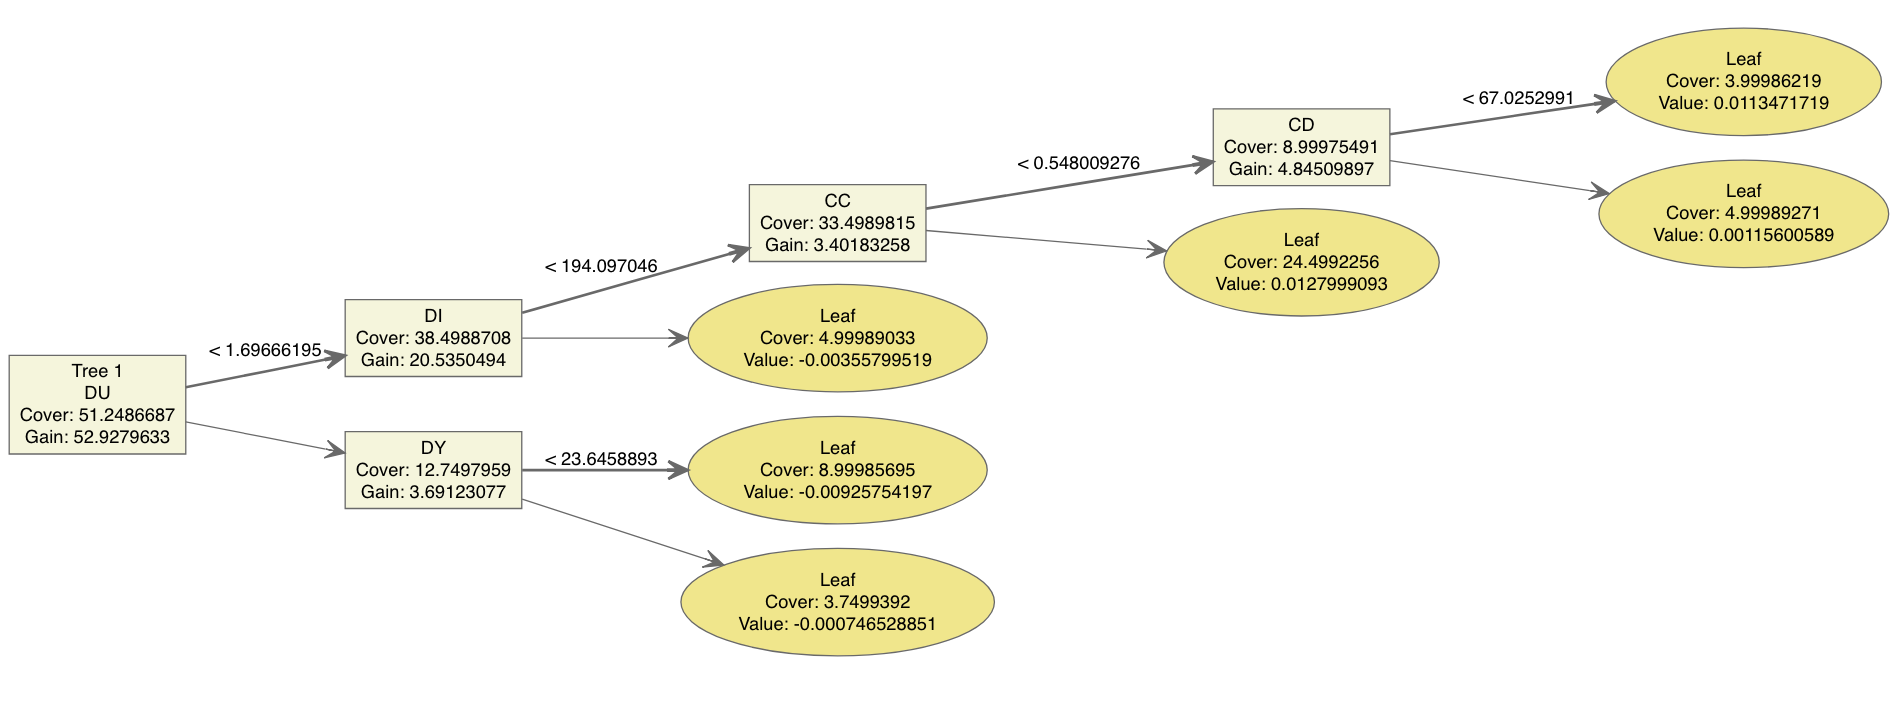 Tree 1
DU
Cover: 51.2486687
Gain: 52.9279633
< 1.69666195
DI
Cover: 38.4988708
Gain: 20.5350494
DY
Cover: 12.7497959
Gain: 3.69123077
< 194.097046
< 23.6458893
CC
Cover: 33.4989815
Gain: 3.40183258
Leaf
Cover: 4.99989033
Value: -0.00355799519
Leaf
Cover: 8.99985695
Value: -0.00925754197
Leaf
Cover: 3.7499392
Value: -0.000746528851
< 0.548009276
CD
Cover: 8.99975491
Gain: 4.84509897
Leaf
Cover: 24.4992256
Value: 0.0127999093
< 67.0252991
Leaf
Cover: 3.99986219
Value: 0.0113471719
Leaf
Cover: 4.99989271
Value: 0.00115600589